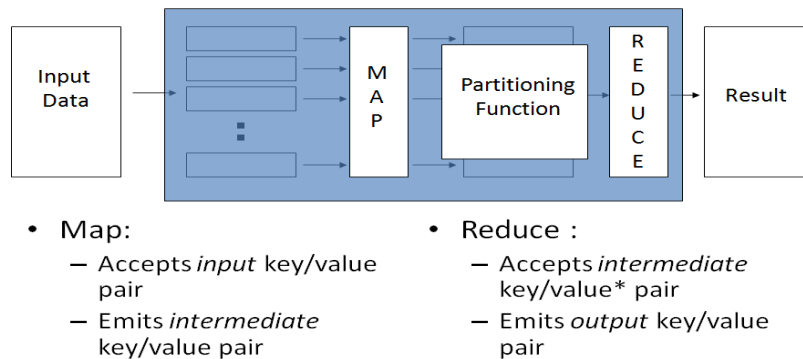 Input
Data
M
A
P
Partitioning
Function
R
E
D
U
C
E
Result
• Map:
– Accepts input key/value
pair
– Emits intermediate
key/value pair
• Reduce :
– Accepts intermediate
key/value* pair
– Emits output key/value
pair